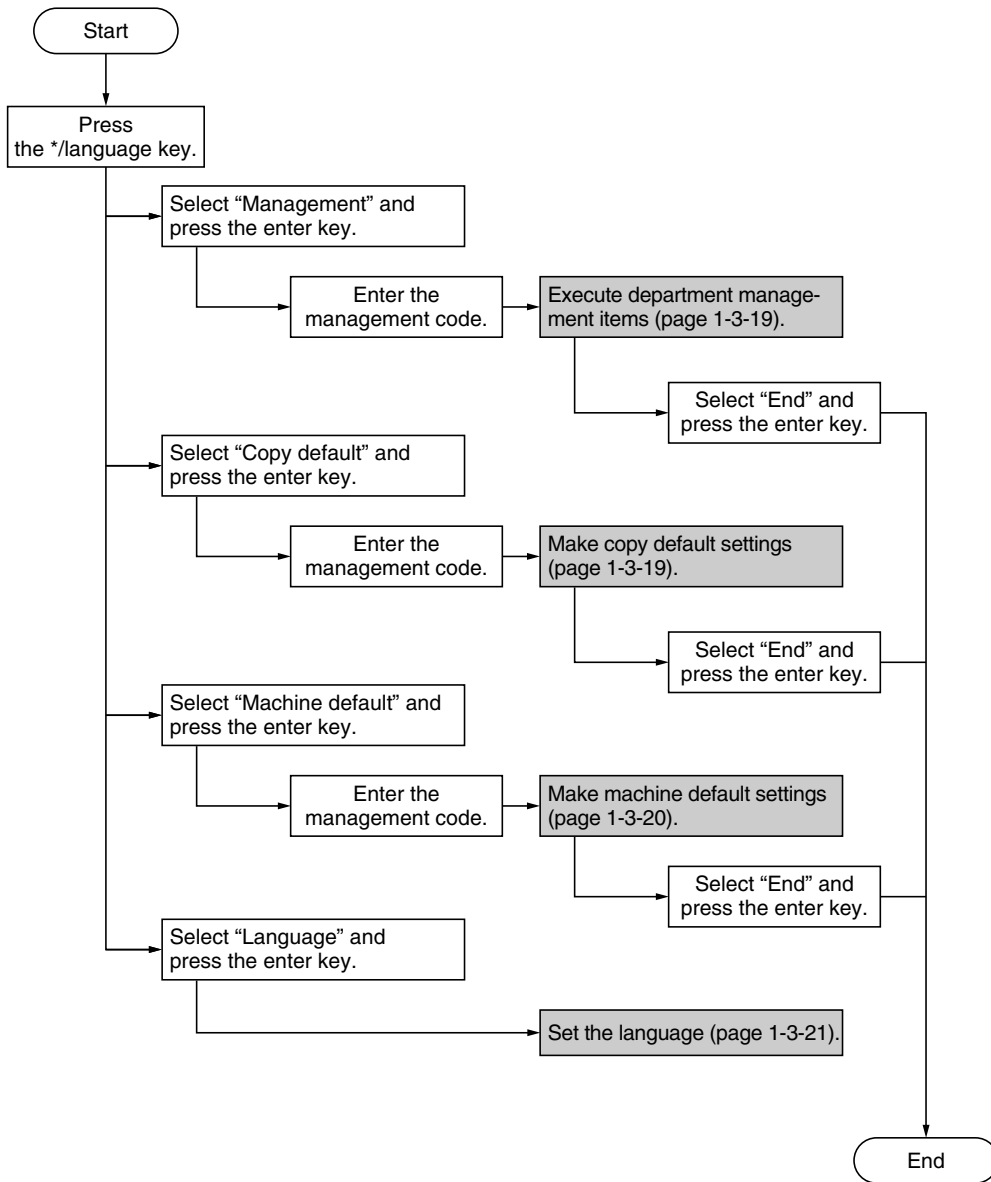 Start
Press
the */language key.
Select “Management” and
press the enter key.
Enter the
management code.
Execute department manage-
ment items (page 1-3-19).
Select “End” and
press the enter key.
Select “Copy default” and
press the enter key.
Enter the
management code.
Make copy default settings
(page 1-3-19).
Select “End” and
press the enter key.
Select “Machine default” and
press the enter key.
Enter the
management code.
Make machine default settings
(page 1-3-20).
Select “End” and
press the enter key.
Select “Language” and
press the enter key.
Set the language (page 1-3-21).
End